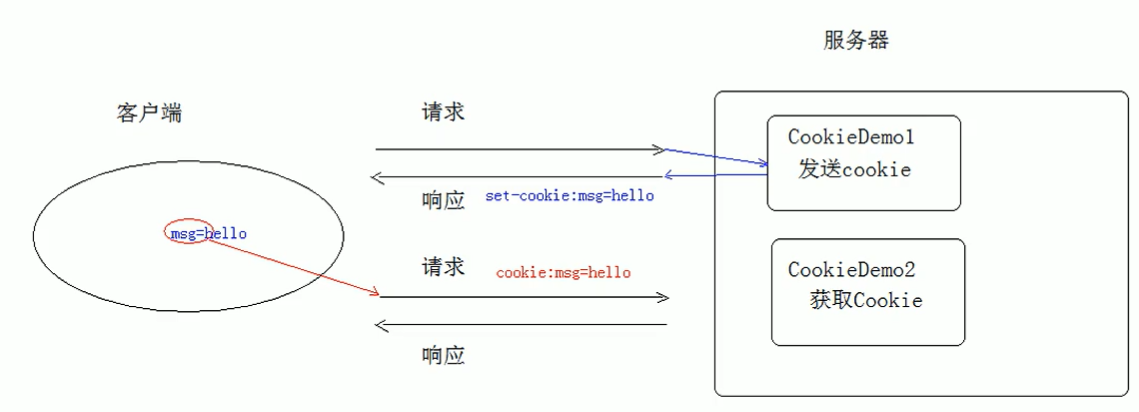 服务器
客户端
请求
CookieDemo1
发送cookie
响应
set-cookie:msg=hello
msg=hello
请求
cookie:msg=hello
CookieDemo2
获取Cookie
响应